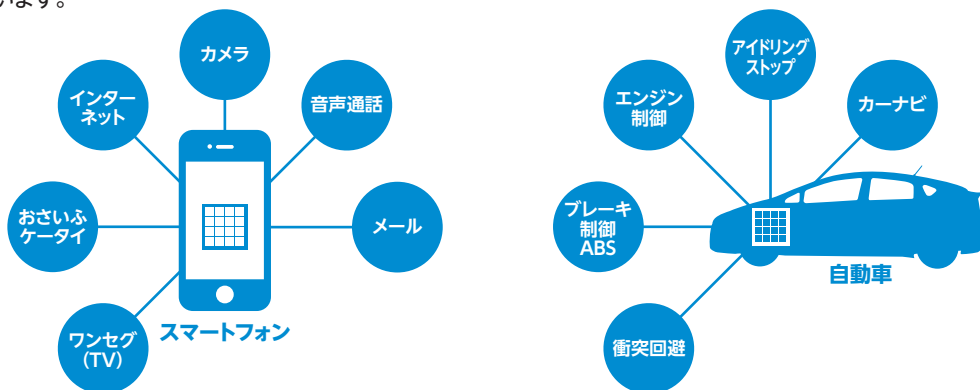 います。
カメラ
インター
ネット
音声通話
おさいふ
ケータイ
メール
ワンセグ
(TV)
スマートフォン
アイドリング
ストップ
エンジン
制御
カーナビ
ブレーキ
制御
ABS
衝突回避
自動車